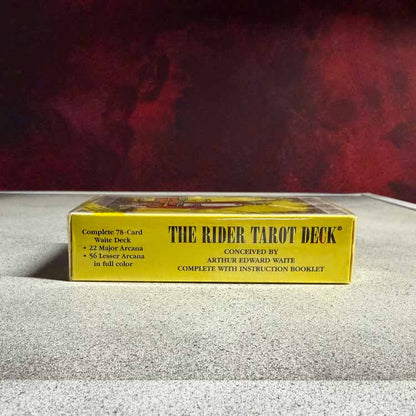 Complete 78-Card
Waite Deck
• 22 Major Arcana
• 56 Lesser Arcana
in full color
THE RIDER TAROT DECK®
CONCEIVED BY
ARTHUR EDWARD WAITE
COMPLETE WITH INSTRUCTION BOOKLET